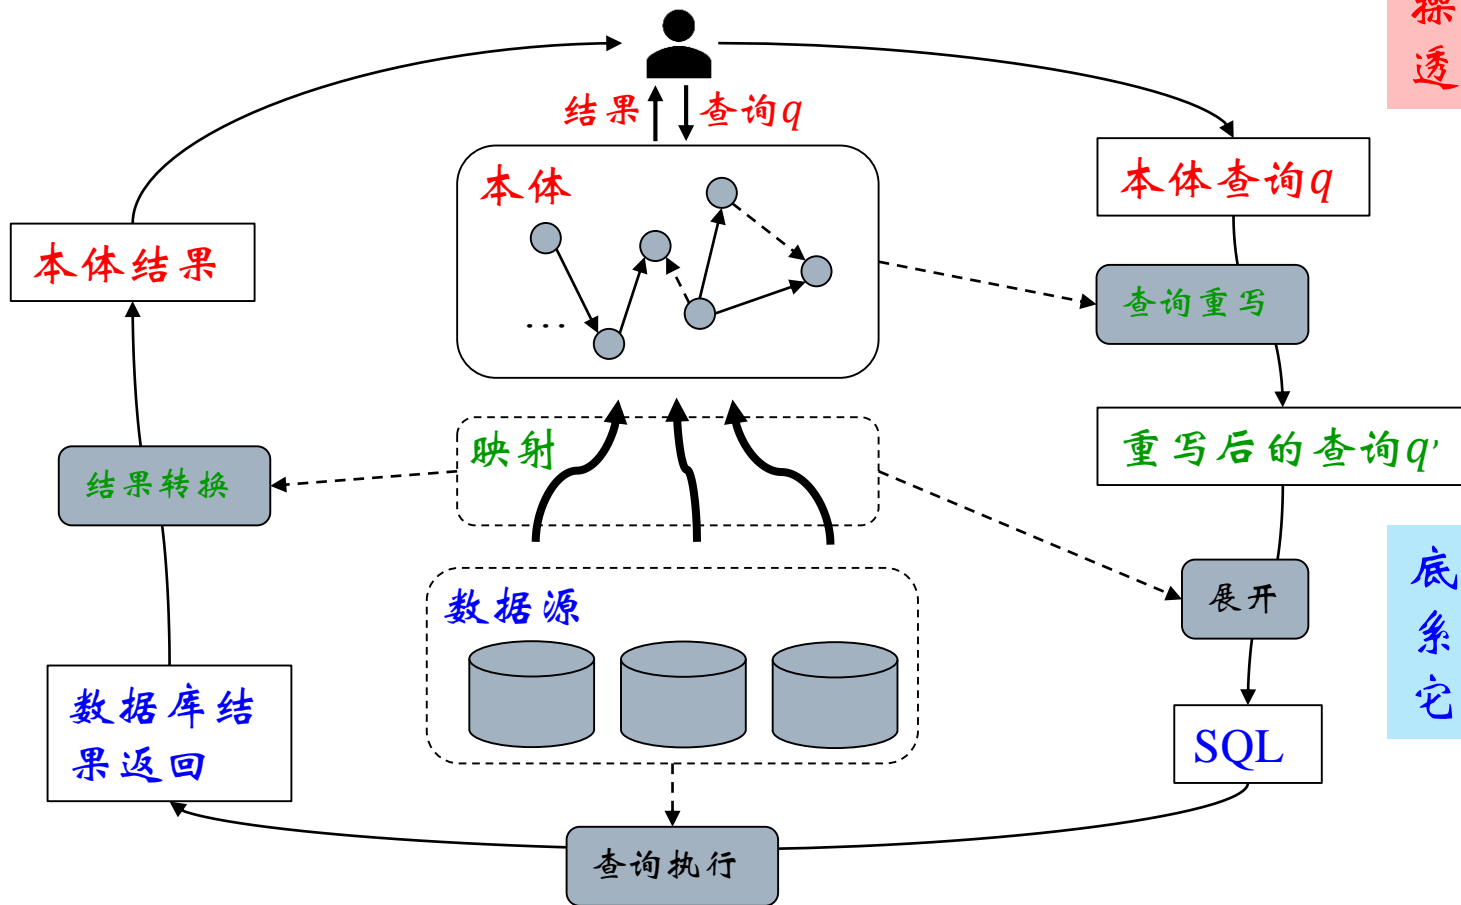 操
透
结果
查询q
本体
本体查询q
本体结果
查询重写
...
映射
重写后的查询q'
结果转换
数据源
展开
底
系
它
数据库结
果返回
SQL
查询执行